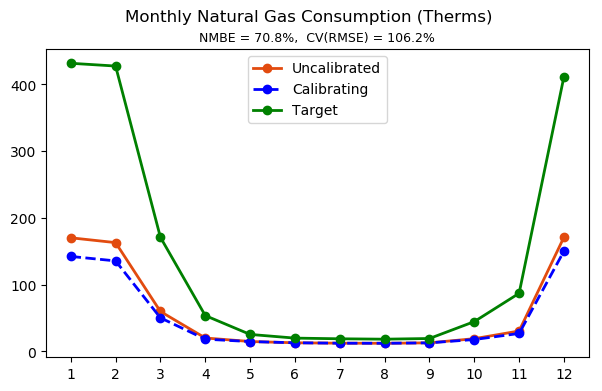 Monthly Natural Gas Consumption (Therms)
NMBE = 70.8%,  CV(RMSE) = 106.2%
Uncalibrated
Calibrating
Target
400
300
200
100
0
1 2 3 4 5 6 7 8 9 10 11 12